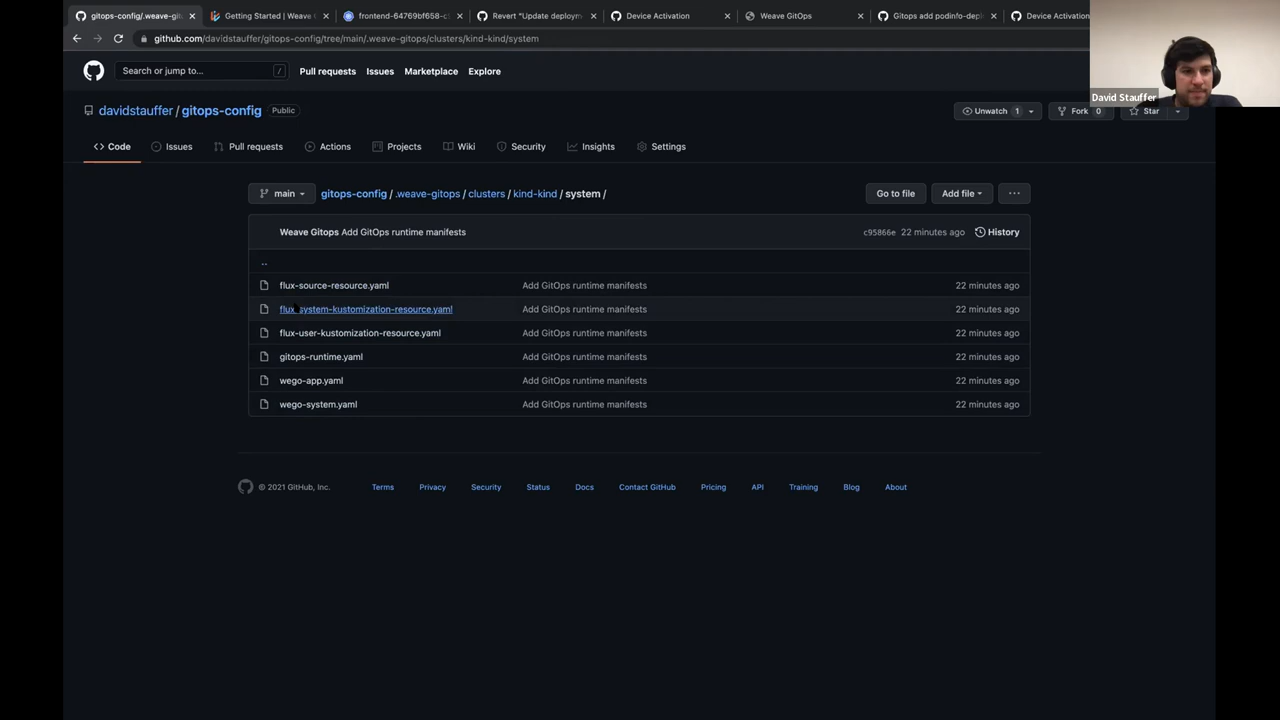 gitops-config/.weave-git
Getting Started | Weave
frontend-64769bf658-c
Revert "Update deploym
Device Activation
Weave GitOps
Gitops add podinfo-dep
Device Activation
github.com/davidstauffer/gitops-config/tree/main/.weave-gitops/clusters/kind-kind/system
Search or jump to...
/
Pull requests
Issues
Marketplace
Explore
David Stauffer
davidstauffer / gitops-config
Public
Unwatch 1
Fork 0
Star
<> Code
Issues
Pull requests
Actions
Projects
Wiki
Security
Insights
Settings
main
gitops-config / .weave-gitops / clusters / kind-kind / system /
Go to file
Add file
...
Weave Gitops Add GitOps runtime manifests
c95866e 22 minutes ago
History
..
flux-source-resource.yaml Add GitOps runtime manifests 22 minutes ago
flux-system-kustomization-resource.yaml Add GitOps runtime manifests 22 minutes ago
flux-user-kustomization-resource.yaml Add GitOps runtime manifests 22 minutes ago
gitops-runtime.yaml Add GitOps runtime manifests 22 minutes ago
wego-app.yaml Add GitOps runtime manifests 22 minutes ago
wego-system.yaml Add GitOps runtime manifests 22 minutes ago
© 2021 GitHub, Inc.
Terms
Privacy
Security
Status
Docs
Contact GitHub
Pricing
API
Training
Blog
About